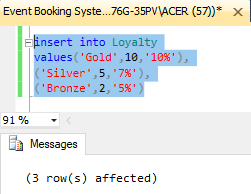 Event Booking Syste...76G-35PV\ACER (57))*
insert into Loyalty
values('Gold',10,'10%'),
('Silver',5,'7%'),
('Bronze',2,'5%')
91 %
Messages
(3 row(s) affected)